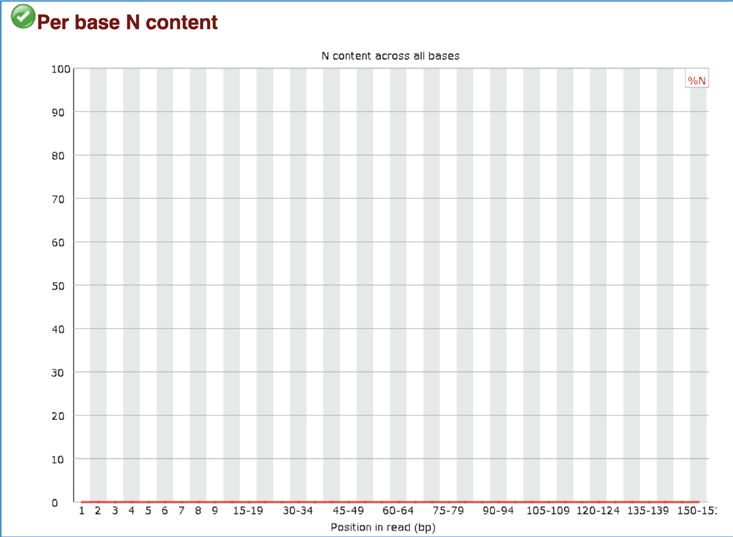 Per base N content
N content across all bases
%N
100
90
80
70
60
50
40
30
20
10
0
1 2 3 4 5 6 7 8 9 15-19 30-34 45-49 60-64 75-79 90-94 105-109 120-124 135-139 150-15
Position in read (bp)